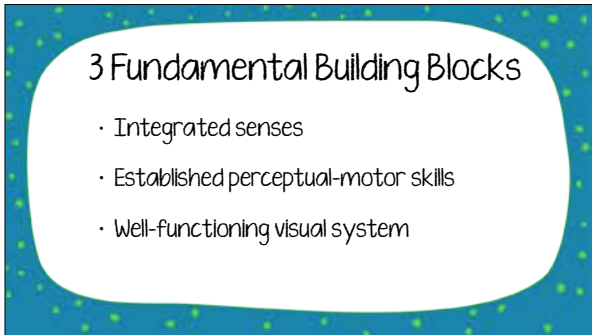 3 Fundamental Building Blocks
· Integrated senses
· Established perceptual-motor skills
· Well-functioning visual system